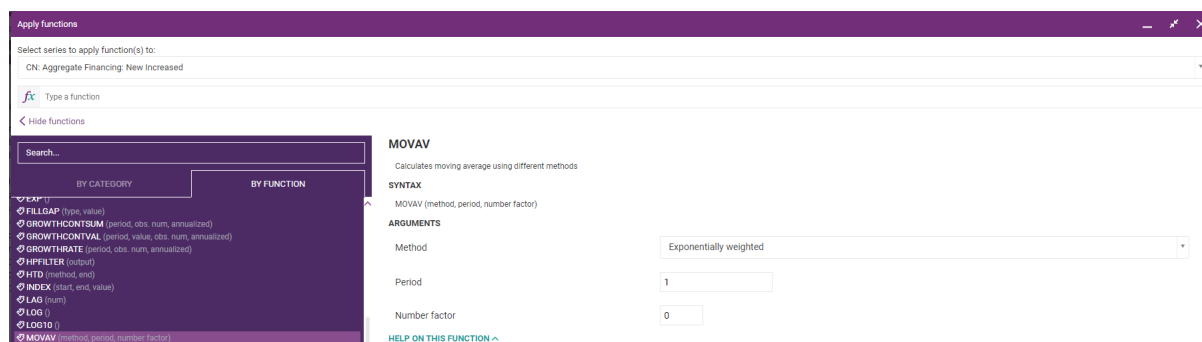 Apply functions
Select series to apply function(s) to:
CN: Aggregate Financing: New Increased
fx Type a function
Hide functions
Search...
BY CATEGORY
BY FUNCTION
EXP ()
FILLGAP (type, value)
GROWTHCONTSUM (period, obs. num, annualized)
GROWTHCONTVAL (period, value, obs. num, annualized)
GROWTHRATE (period, obs. num, annualized)
HPFILTER (output)
HTD (method, end)
INDEX (start, end, value)
LAG (num)
LOG ()
LOG10 ()
MOVAV (method, period, number factor)
MOVAV
Calculates moving average using different methods
SYNTAX
MOVAV (method, period, number factor)
ARGUMENTS
Method Exponentially weighted
Period 1
Number factor 0
HELP ON THIS FUNCTION